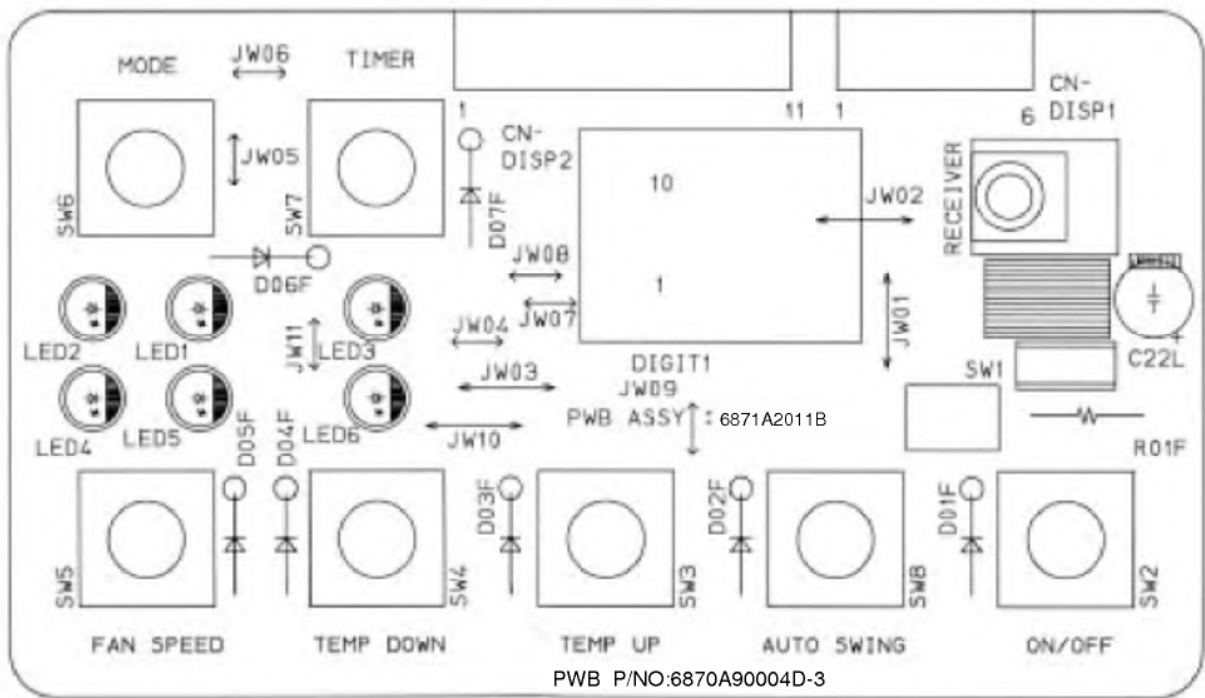 MODE
JW06
TIMER
CN-
DISP1
1
11
1
6
CN-
DISP2
JW05
SW6
SW7
D07F
10
JW02
RECEIVER
JW08
D06F
1
JW07
JW01
LED2
LED1
JW11
LED3
JW04
DIGIT1
SW1
C22L
+
JW03
JW09
PWB ASSY : 6871A2011B
LED4
LED5
D05F
D04F
LED6
JW10
R01F
D03F
D02F
D01F
SW5
SW4
SW3
SW8
SW2
FAN SPEED
TEMP DOWN
TEMP UP
AUTO SWING
ON/OFF
PWB P/NO:6870A90004D-3